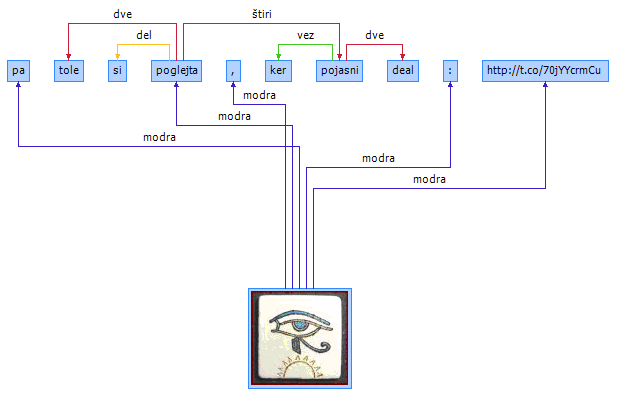 dve štiri
del vez dve
pa tole si poglejta , ker pojasni deal : http://t.co/70jYYcrmCu
modra
modra
modra
modra
modra